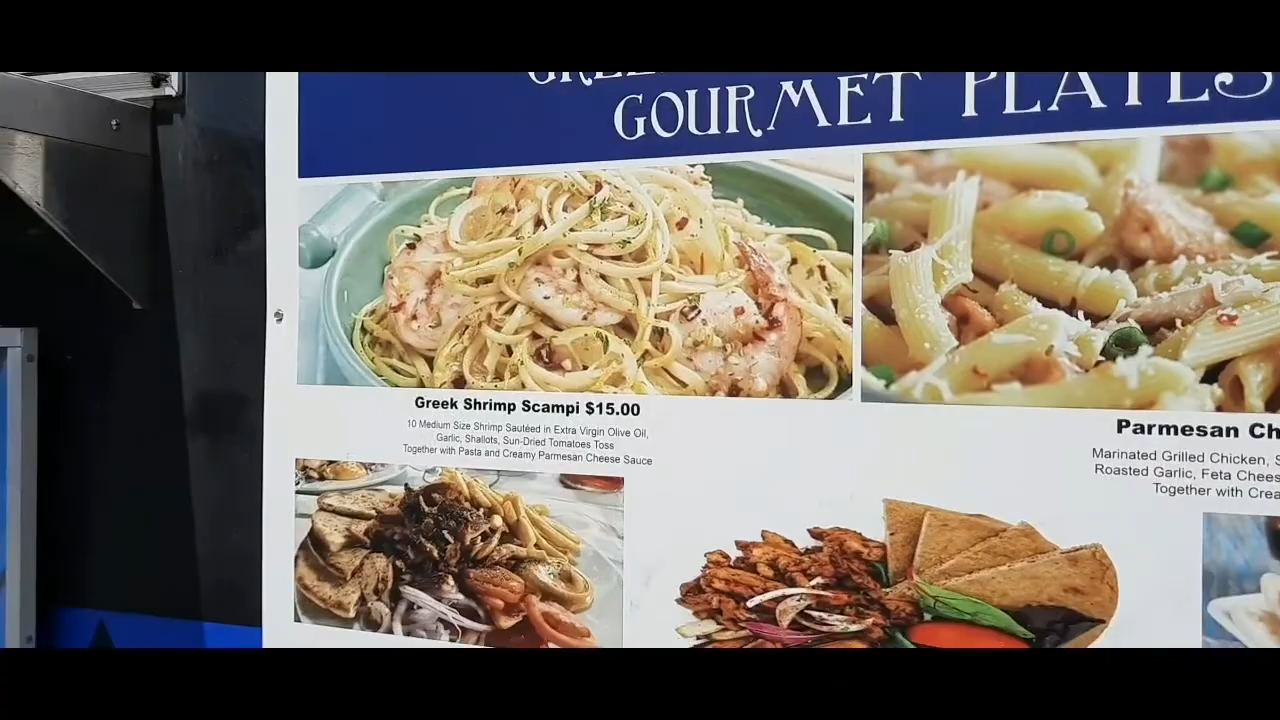 GOURMET PLATES
Greek Shrimp Scampi $15.00
10 Medium Size Shrimp Sautéed in Extra Virgin Olive Oil,
Garlic, Shallots, Sun-Dried Tomatoes Toss
Together with Pasta and Creamy Parmesan Cheese Sauce
Parmesan Ch
Marinated Grilled Chicken, S
Roasted Garlic, Feta Chees
Together with Crea